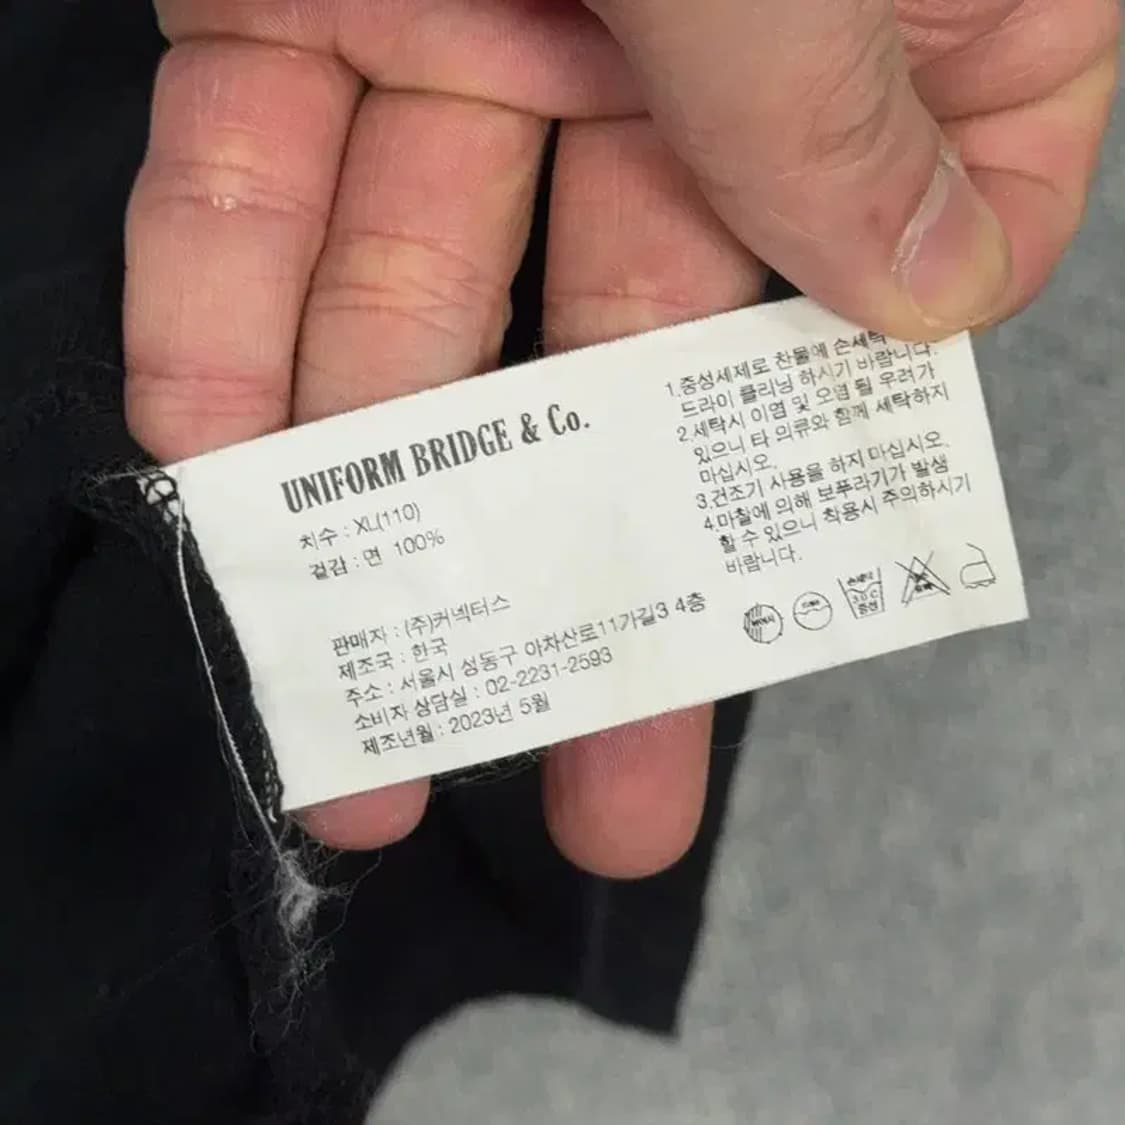 UNIFORM BRIDGE & Co.
치수 : XL(110)
겉감 : 면 100%
판매자 : (주)커넥터스
제조국 : 한국
주소 : 서울시 성동구 아차산로11가길3 4층
소비자 상담실 : 02-2231-2593
제조년월 : 2023년 5월
1.중성세제로 찬물에 손세탁
드라이 클리닝 하시기 바랍니다.
2.세탁시 이염 및 오염 될 우려가
있으니 타 의류와 함께 세탁하지
마십시오.
3.건조기 사용을 하지 마십시오.
4.마찰에 의해 보푸라기가 발생
할 수 있으니 착용시 주의하시기
바랍니다.
손세탁
30℃
중성